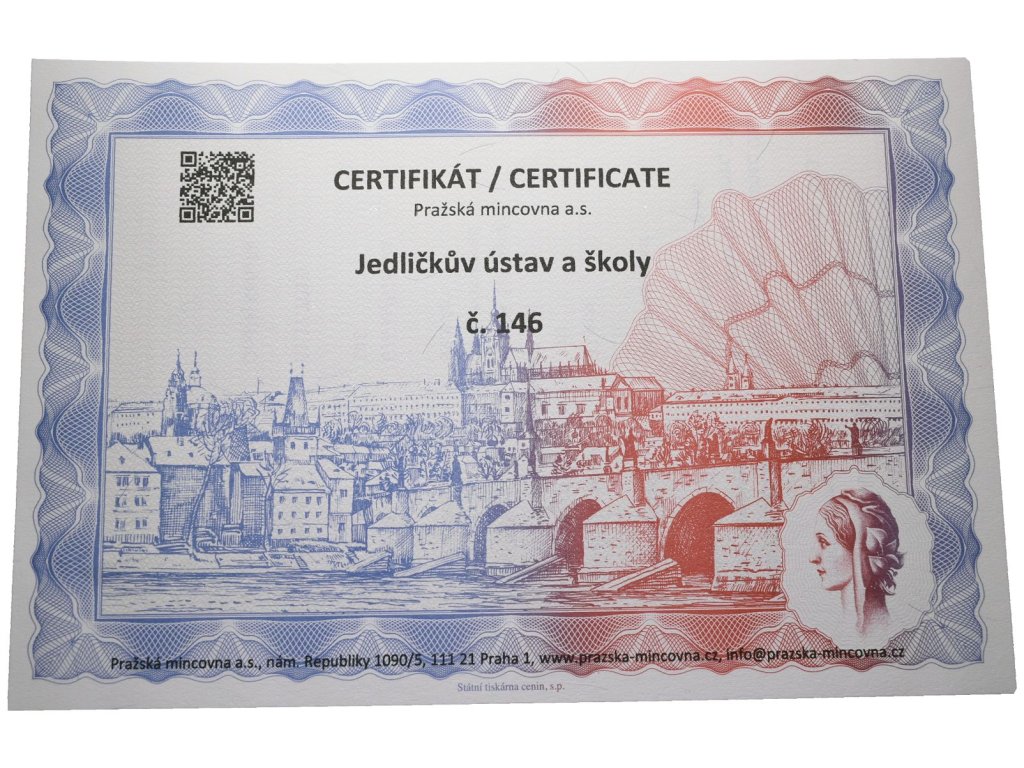 CERTIFIKÁT / CERTIFICATE
Pražská mincovna a.s.
Jedličkův ústav a školy
č. 146
Pražská mincovna a.s., nám. Republiky 1090/5, 111 21 Praha 1, www.prazska-mincovna.cz, info@prazska-mincovna.cz
Státní tiskárna cenin, s.p.